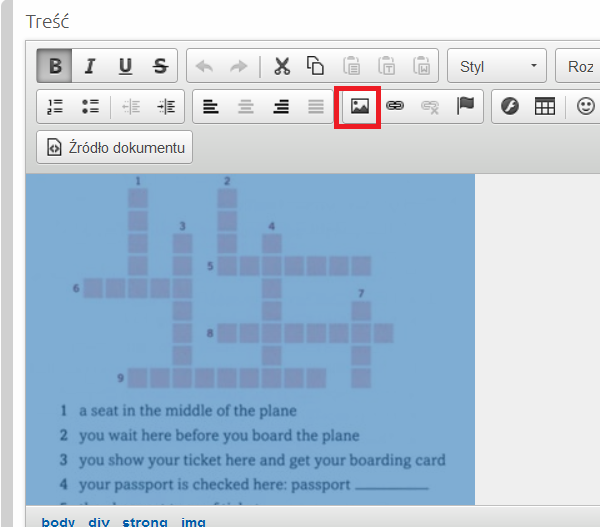 Treść
B I U S Styl Roz
Źródło dokumentu
1 2
3 4
5
6 7
8
9
1 a seat in the middle of the plane
2 you wait here before you board the plane
3 you show your ticket here and get your boarding card
4 your passport is checked here: passport ________
body div strong img